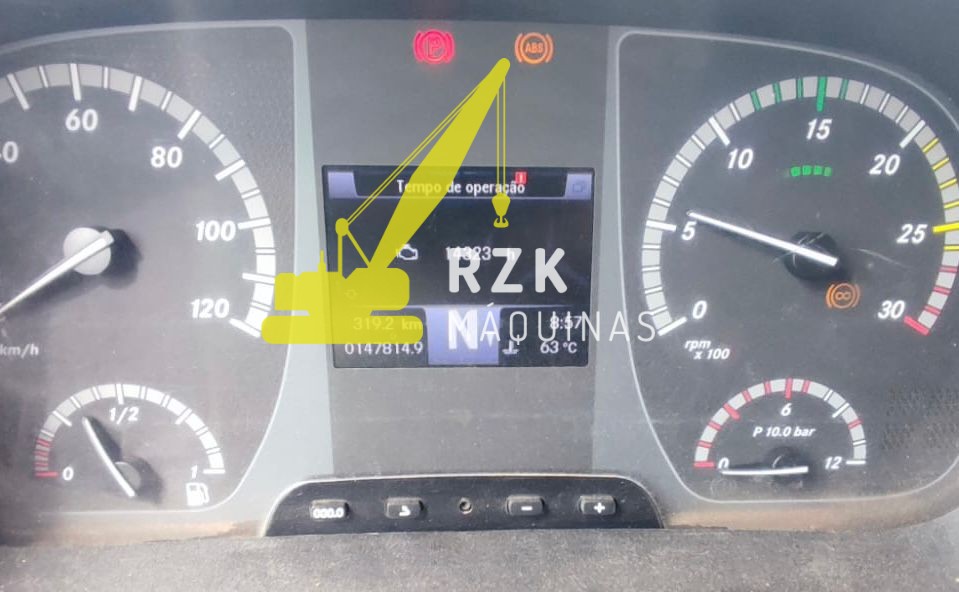 ABS
60
80
100
120
km/h
Tempo de operação
14323 h
319.2 km
8:57
0147814.9
N
63 °C
RZK
MÁQUINAS
0
5
10
15
20
25
30
rpm
x 100
0
1/2
1
0
6
12
P 10.0 bar
000.0
-
+